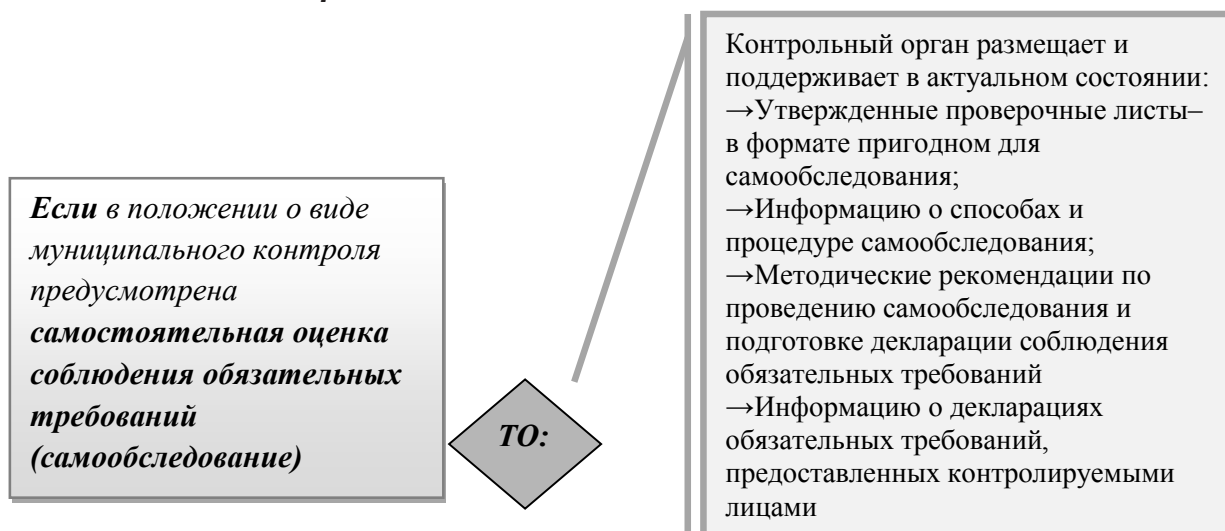 Если в положении о виде
муниципального контроля
предусмотрена
самостоятельная оценка
соблюдения обязательных
требований
(самообследование)
ТО:
Контрольный орган размещает и
поддерживает в актуальном состоянии:
→Утвержденные проверочные листы–
в формате пригодном для
самообследования;
→Информацию о способах и
процедуре самообследования;
→Методические рекомендации по
проведению самообследования и
подготовке декларации соблюдения
обязательных требований
→Информацию о декларациях
обязательных требований,
предоставленных контролируемыми
лицами